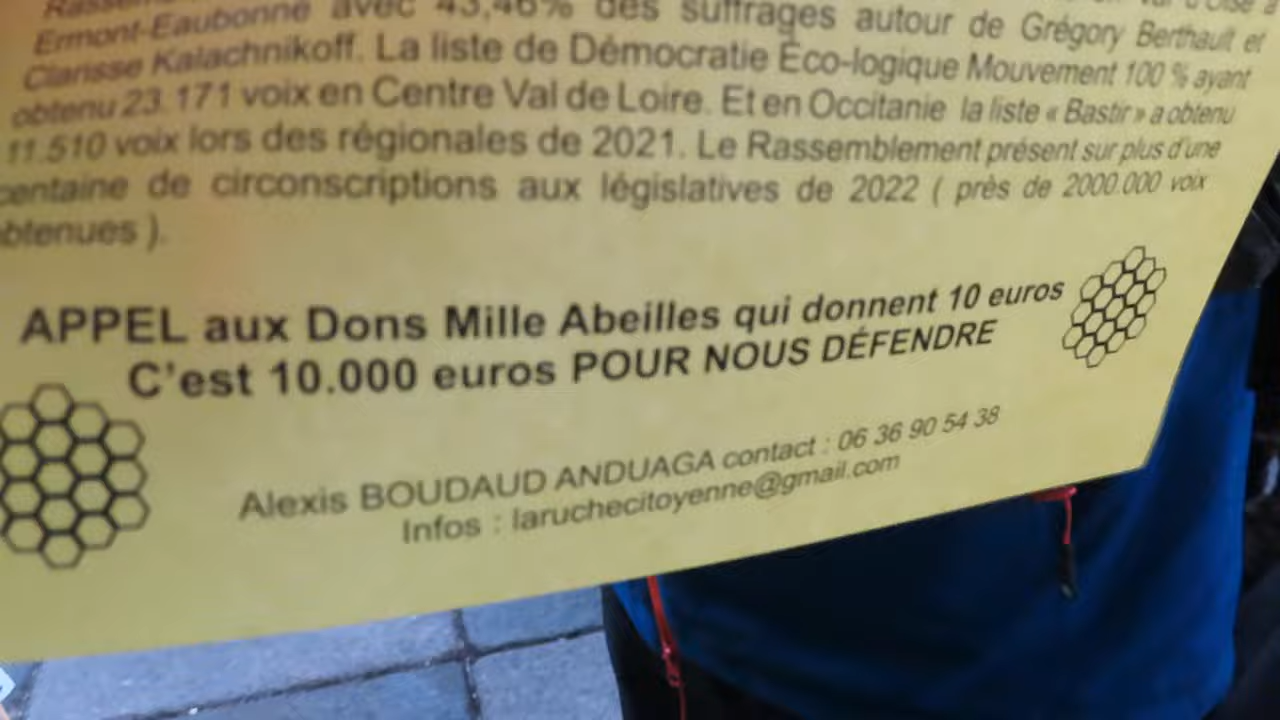 Ermont-Eaubonne avec 43,46% des suffrages autour de Grégory Berthault et
Clarisse Kalachnikoff. La liste de Démocratie Éco-logique Mouvement 100 % ayant
obtenu 23.171 voix en Centre Val de Loire. Et en Occitanie la liste « Bastir » a obtenu
11.510 voix lors des régionales de 2021. Le Rassemblement présent sur plus d'une
centaine de circonscriptions aux législatives de 2022 ( près de 2000.000 voix
obtenues ).
APPEL aux Dons Mille Abeilles qui donnent 10 euros
C'est 10.000 euros POUR NOUS DÉFENDRE
Alexis BOUDAUD ANDUAGA contact : 06 36 90 54 38
Infos : laruchecitoyenne@gmail.com